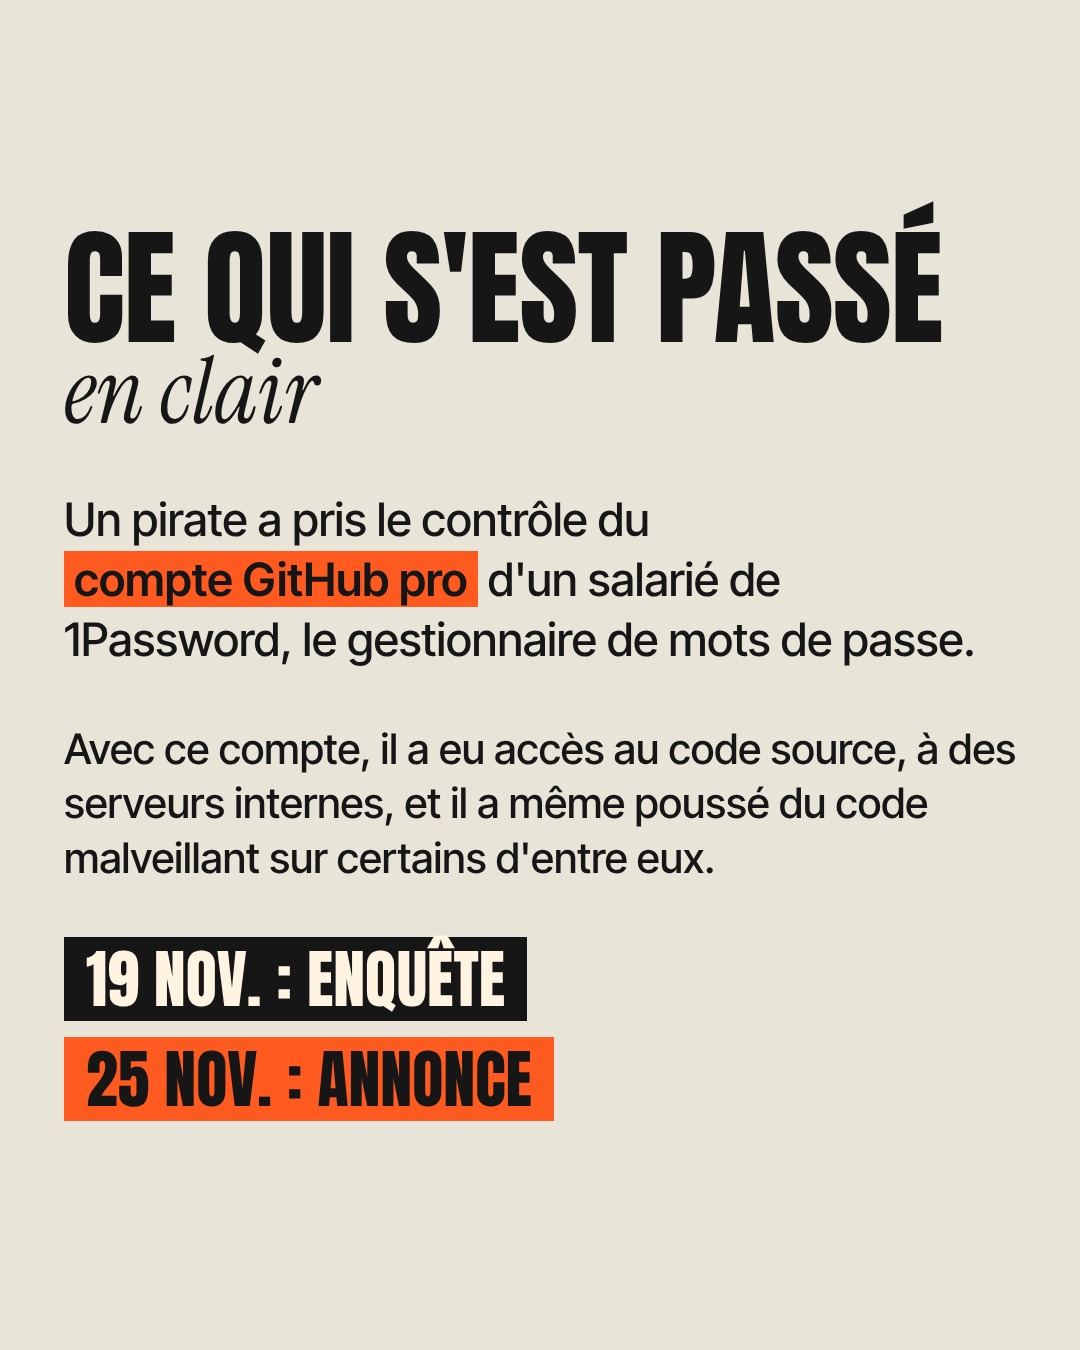 CE QUI S'EST PASSÉ
en clair
Un pirate a pris le contrôle du
compte GitHub pro d'un salarié de
1Password, le gestionnaire de mots de passe.
Avec ce compte, il a eu accès au code source, à des
serveurs internes, et il a même poussé du code
malveillant sur certains d'entre eux.
19 NOV. : ENQUÊTE
25 NOV. : ANNONCE